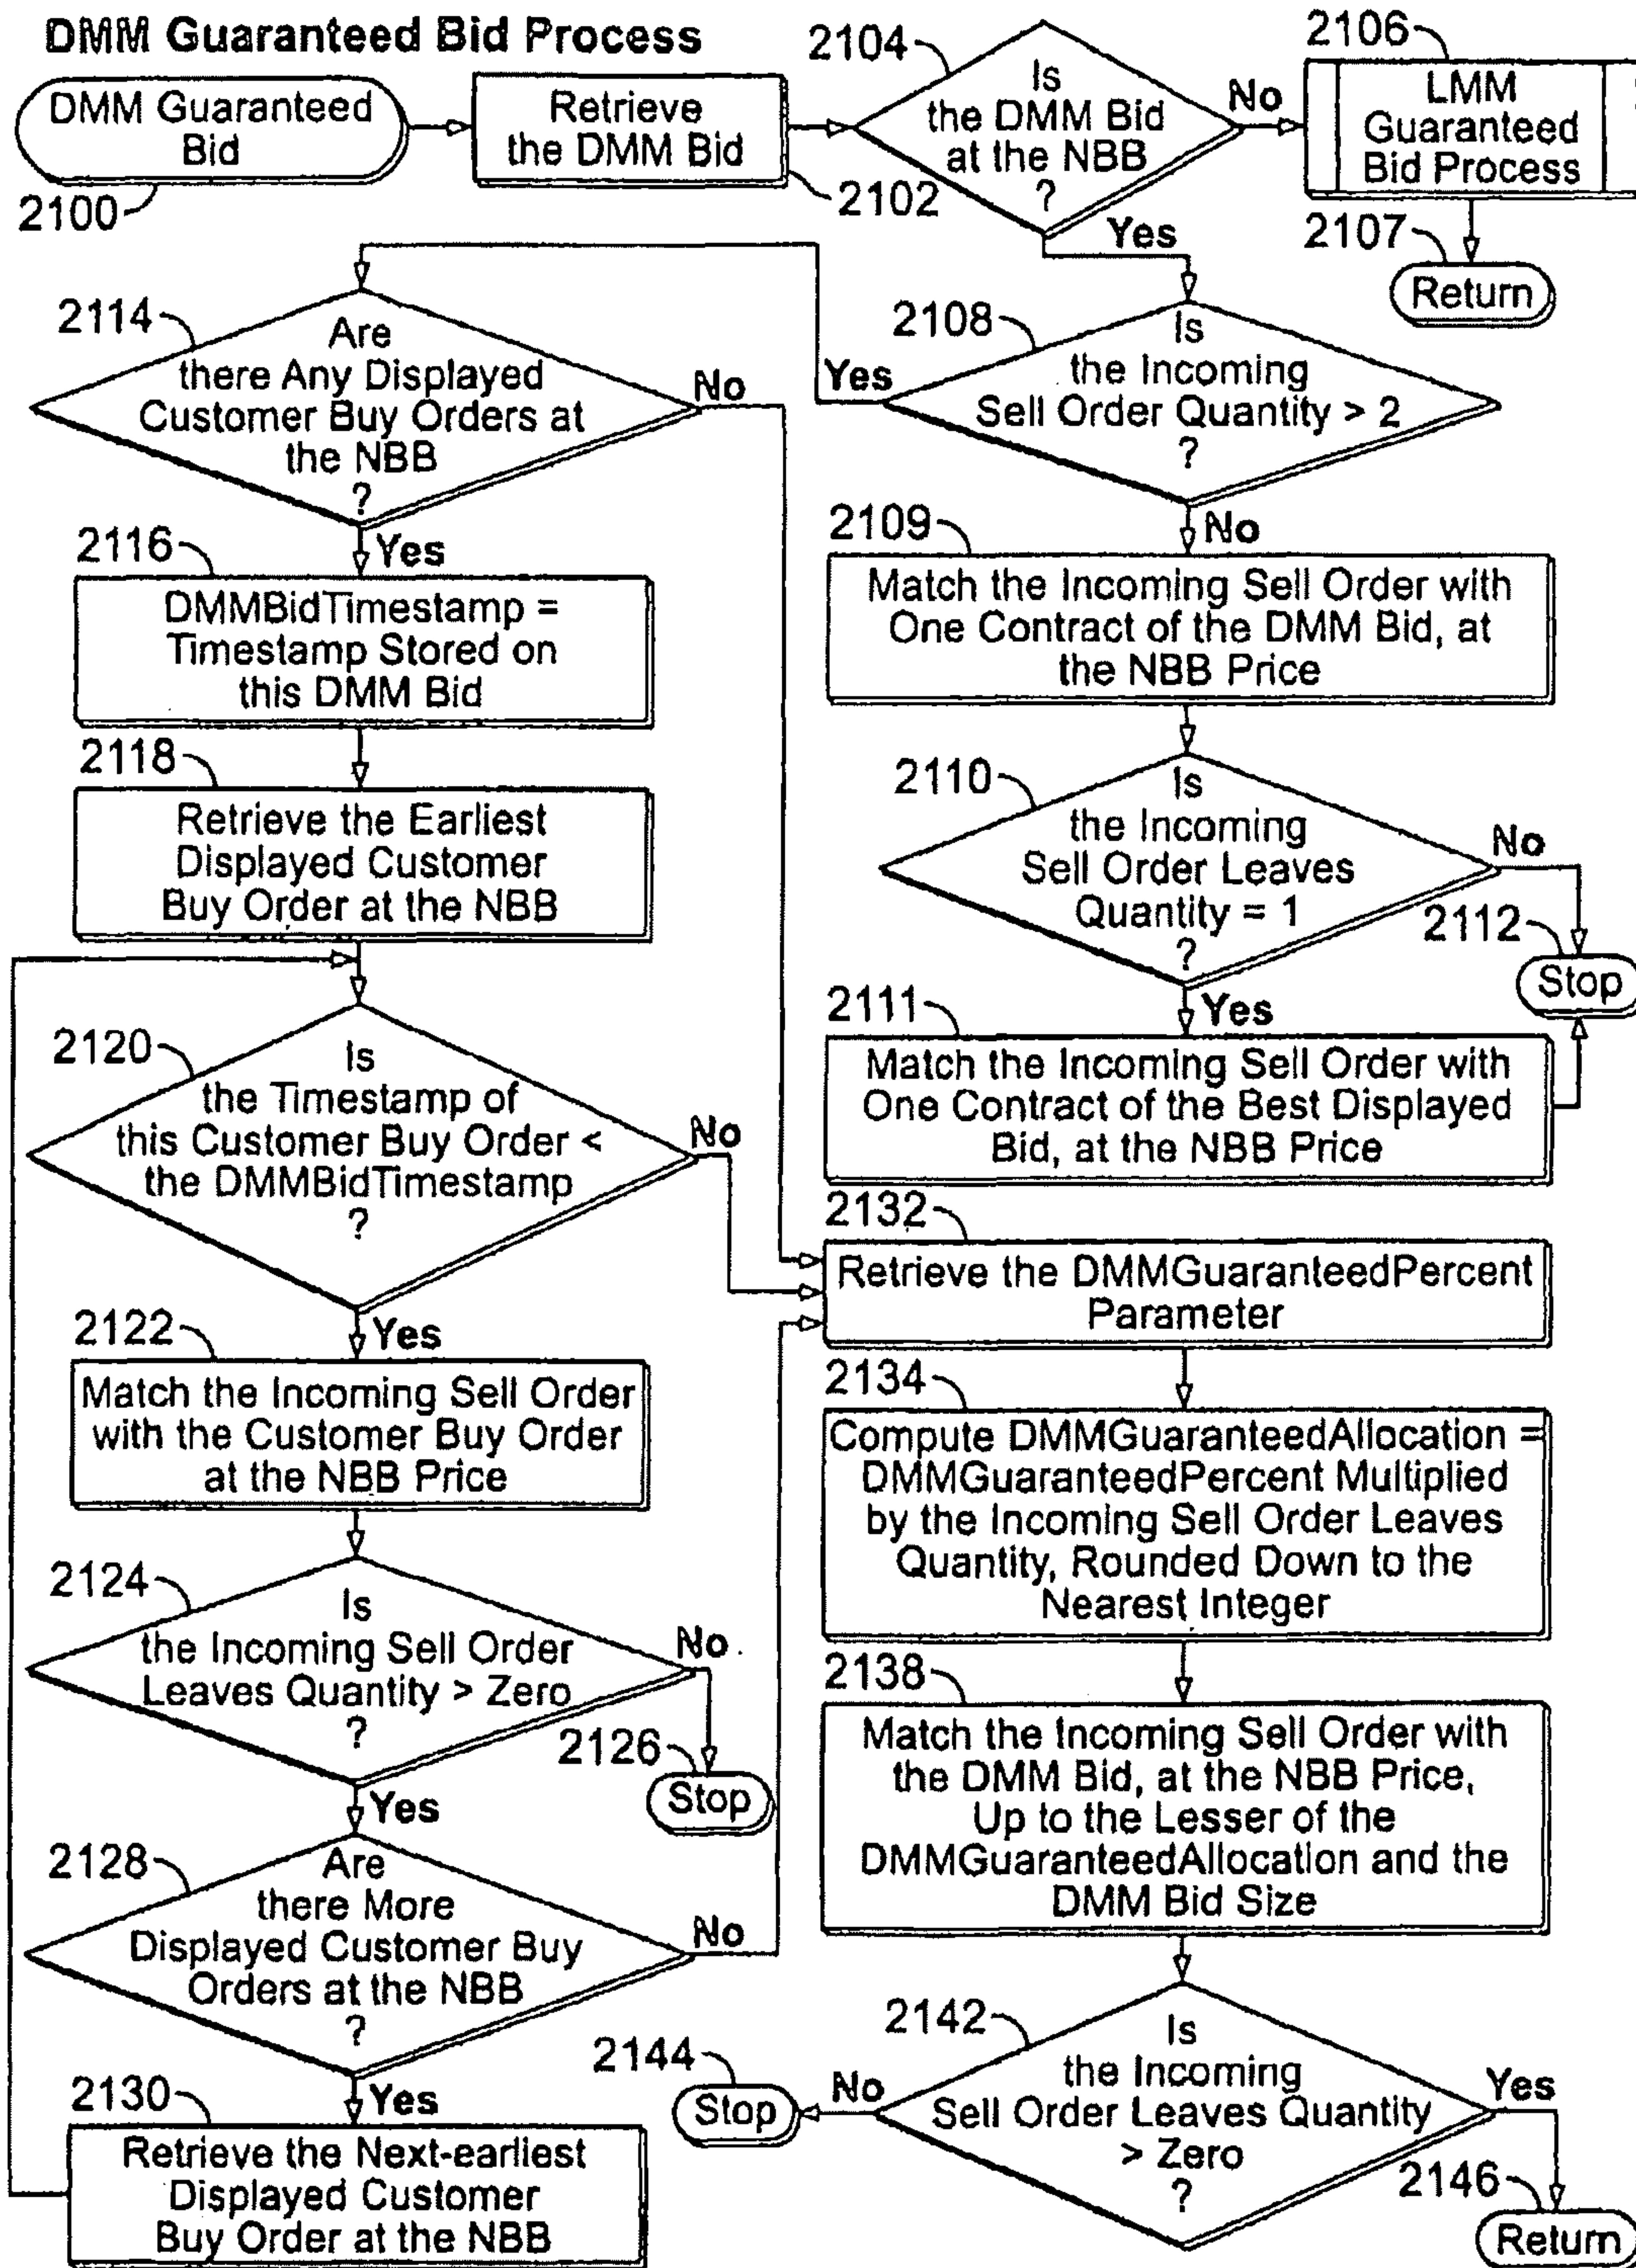 DMM Guaranteed Bid Process
DMM Guaranteed
Bid
2100
Retrieve
the DMM Bid
2102
2104
Is
the DMM Bid
at the NBB
?
No
Yes
2106
LMM
Guaranteed
Bid Process
2107
Return
2108
Is
the Incoming
Sell Order Quantity > 2
?
Yes
No
2109
Match the Incoming Sell Order with
One Contract of the DMM Bid, at
the NBB Price
2110
Is
the Incoming
Sell Order Leaves
Quantity = 1
?
No
Yes
2112
Stop
2111
Match the Incoming Sell Order with
One Contract of the Best Displayed
Bid, at the NBB Price
2114
Are
there Any Displayed
Customer Buy Orders at
the NBB
?
No
Yes
2116
DMMBidTimestamp =
Timestamp Stored on
this DMM Bid
2118
Retrieve the Earliest
Displayed Customer
Buy Order at the NBB
2120
Is
the Timestamp of
this Customer Buy Order <
the DMMBidTimestamp
?
No
Yes
2122
Match the Incoming Sell Order
with the Customer Buy Order
at the NBB Price
2124
Is
the Incoming Sell Order
Leaves Quantity > Zero
?
No
2126
Stop
Yes
2128
Are
there More
Displayed Customer Buy
Orders at the NBB
?
No
Yes
2130
Retrieve the Next-earliest
Displayed Customer
Buy Order at the NBB
2132
Retrieve the DMMGuaranteedPercent
Parameter
2134
Compute DMMGuaranteedAllocation =
DMMGuaranteedPercent Multiplied
by the Incoming Sell Order Leaves
Quantity, Rounded Down to the
Nearest Integer
2138
Match the Incoming Sell Order with
the DMM Bid, at the NBB Price,
Up to the Lesser of the
DMMGuaranteedAllocation and the
DMM Bid Size
2142
Is
the Incoming
Sell Order Leaves Quantity
> Zero
?
No
2144
Stop
Yes
2146
Return